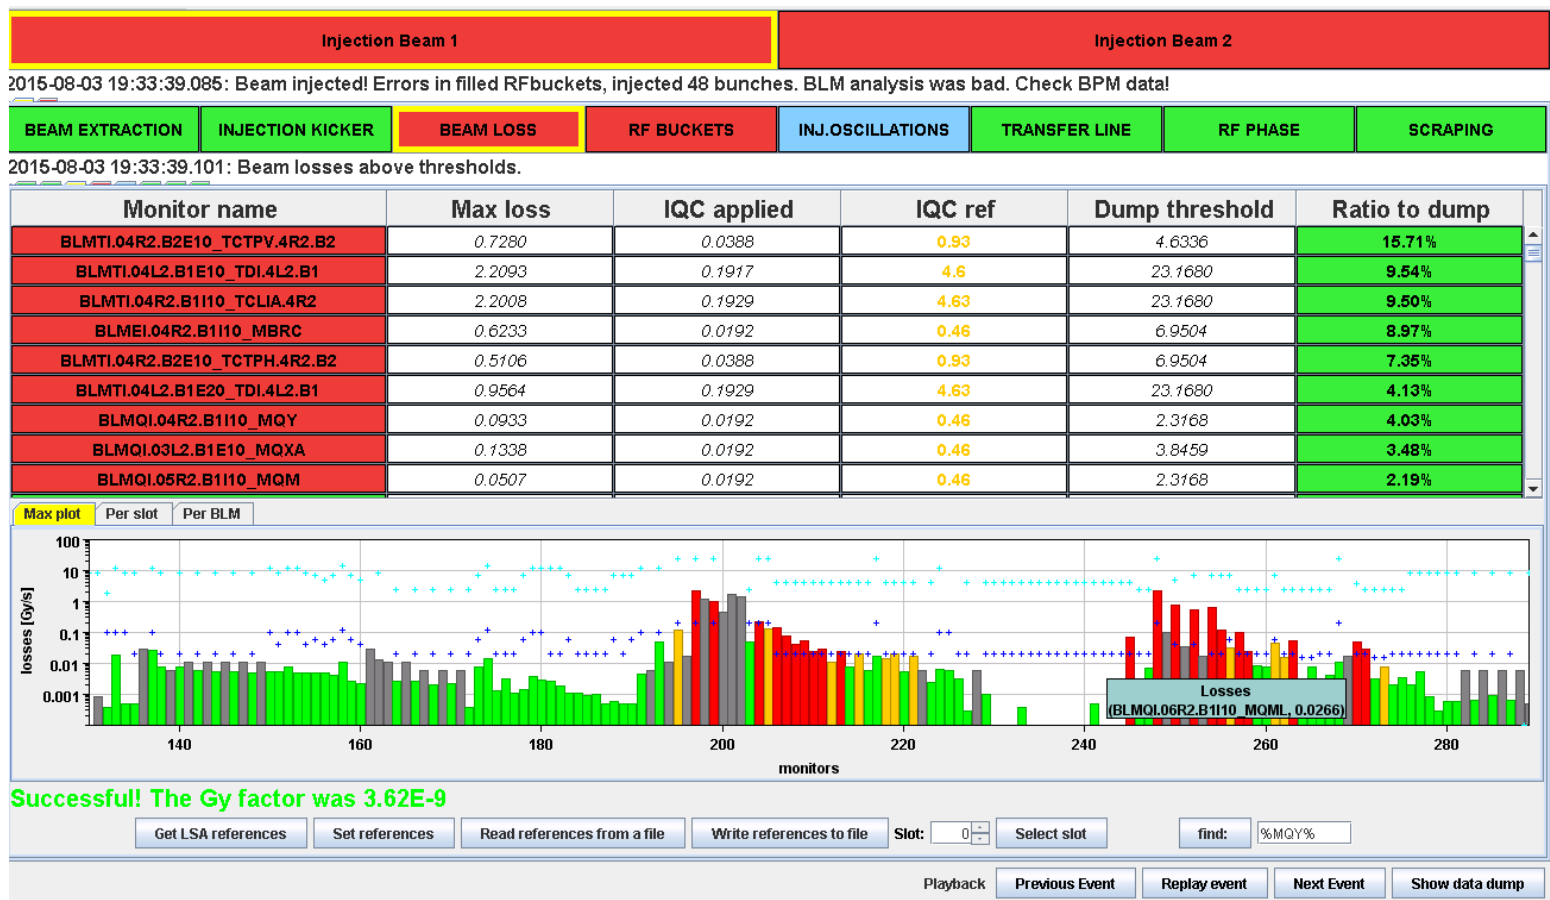 Injection Beam 1 Injection Beam 2
2015-08-03 19:33:39.085: Beam injected! Errors in filled RFbuckets, injected 48 bunches. BLM analysis was bad. Check BPM data!
BEAM EXTRACTION INJECTION KICKER BEAM LOSS RF BUCKETS INJ.OSCILLATIONS TRANSFER LINE RF PHASE SCRAPING
2015-08-03 19:33:39.101: Beam losses above thresholds.
Monitor name Max loss IQC applied IQC ref Dump threshold Ratio to dump
BLMTI.04R2.B2E10_TCTPV.4R2.B2 0.7280 0.0388 0.93 4.6336 15.71%
BLMTI.04L2.B1E10_TDI.4L2.B1 2.2093 0.1917 4.6 23.1680 9.54%
BLMTI.04R2.B1I10_TCLIA.4R2 2.2008 0.1929 4.63 23.1680 9.50%
BLMEI.04R2.B1I10_MBRC 0.6233 0.0192 0.46 6.9504 8.97%
BLMTI.04R2.B2E10_TCTPH.4R2.B2 0.5106 0.0388 0.93 6.9504 7.35%
BLMTI.04L2.B1E20_TDI.4L2.B1 0.9564 0.1929 4.63 23.1680 4.13%
BLMQI.04R2.B1I10_MQY 0.0933 0.0192 0.46 2.3168 4.03%
BLMQI.03L2.B1E10_MQXA 0.1338 0.0192 0.46 3.8459 3.48%
BLMQI.05R2.B1I10_MQM 0.0507 0.0192 0.46 2.3168 2.19%
Max plot Per slot Per BLM
100
10
1
0.1
0.01
0.001
losses [Gy/s]
Losses
(BLMQI.06R2.B1I10_MQML, 0.0266)
140 160 180 200 220 240 260 280
monitors
Successful! The Gy factor was 3.62E-9
Get LSA references Set references Read references from a file Write references to file Slot: 0 Select slot find: %MQY%
Playback Previous Event Replay event Next Event Show data dump